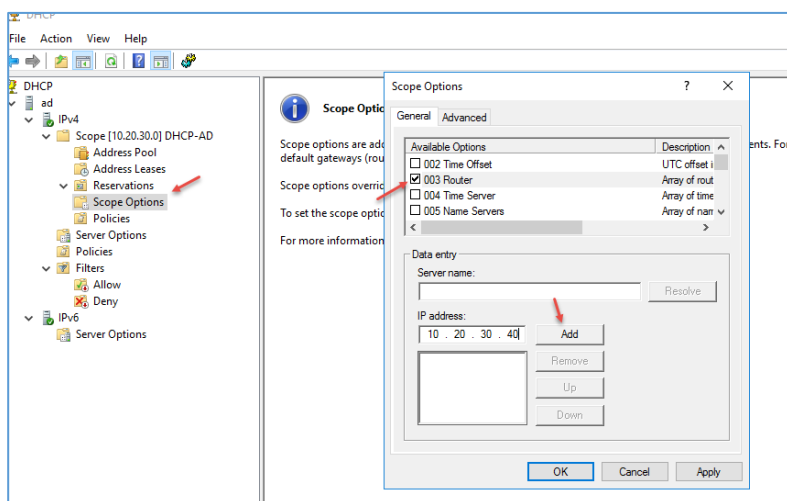 DHCP
File Action View Help
DHCP
ad
IPv4
Scope [10.20.30.0] DHCP-AD
Address Pool
Address Leases
Reservations
Scope Options
Policies
Server Options
Policies
Filters
Allow
Deny
IPv6
Server Options
Scope Optio
Scope options are add
ents. For
default gateways (rou
Scope options overric
To set the scope optic
For more information
Scope Options ? X
General Advanced
Available Options Description
002 Time Offset UTC offset i
003 Router Array of rout
004 Time Server Array of time
005 Name Servers Array of nam
Data entry
Server name:
Resolve
IP address:
10 . 20 . 30 . 40 Add
Remove
Up
Down
OK Cancel Apply